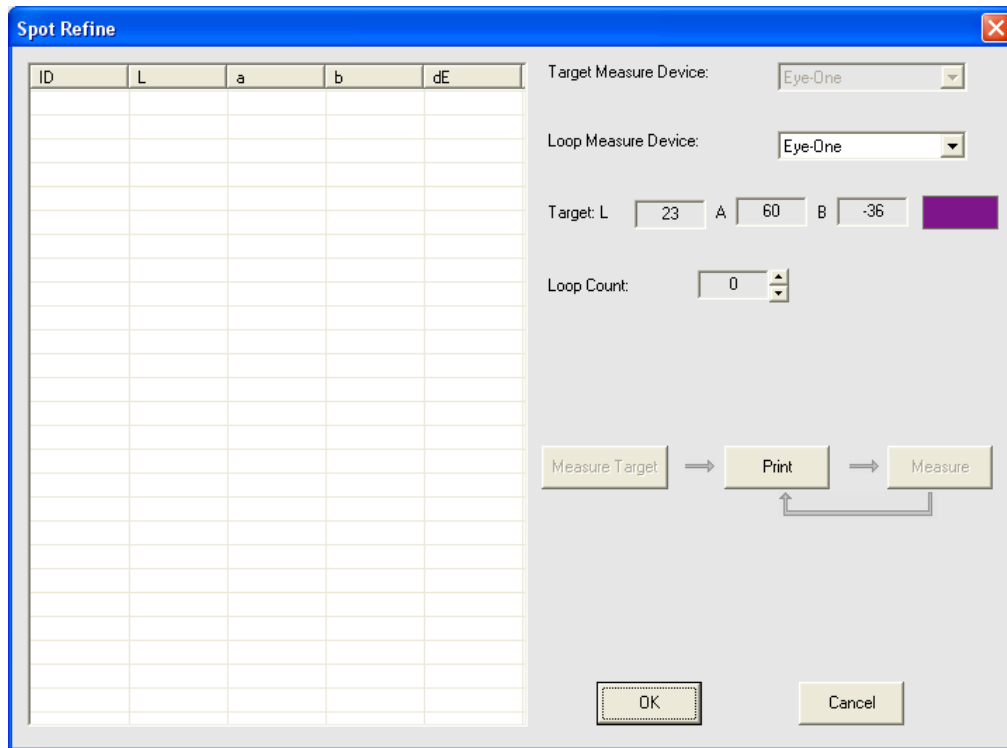 Spot Refine
ID L a b dE
Target Measure Device: Eye-One
Loop Measure Device: Eye-One
Target: L 23 A 60 B -36
Loop Count: 0
Measure Target Print Measure
OK Cancel